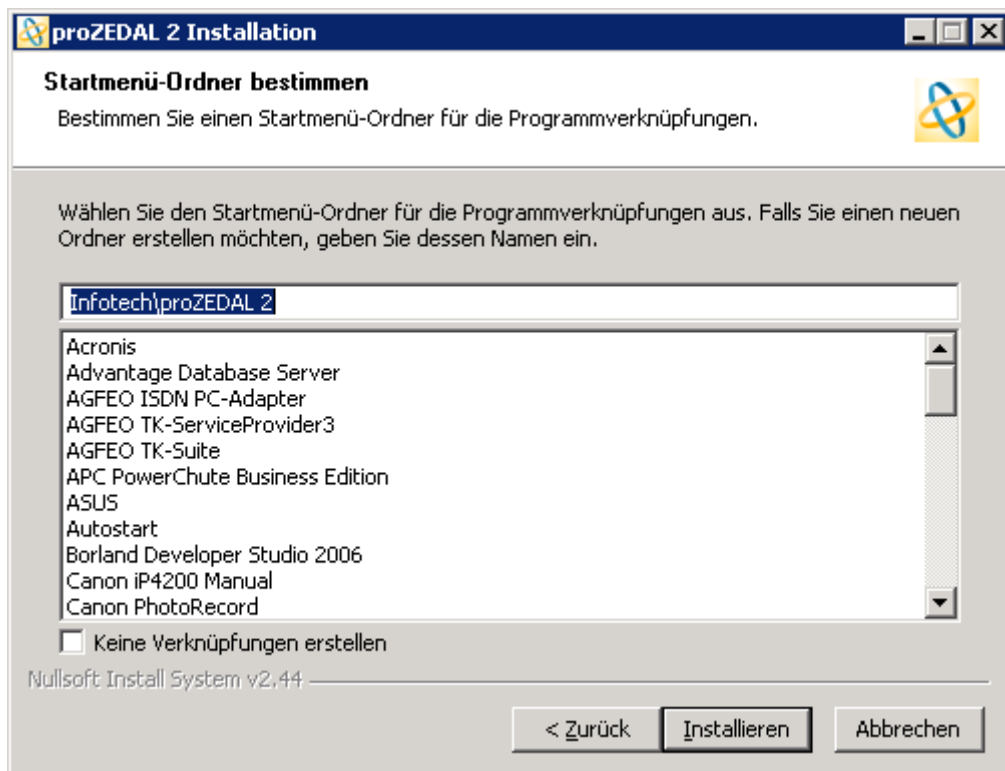 proZEDAL 2 Installation
Startmenü-Ordner bestimmen
Bestimmen Sie einen Startmenü-Ordner für die Programmverknüpfungen.
Wählen Sie den Startmenü-Ordner für die Programmverknüpfungen aus. Falls Sie einen neuen
Ordner erstellen möchten, geben Sie dessen Namen ein.
Infotech\proZEDAL 2
Acronis
Advantage Database Server
AGFEO ISDN PC-Adapter
AGFEO TK-ServiceProvider3
AGFEO TK-Suite
APC PowerChute Business Edition
ASUS
Autostart
Borland Developer Studio 2006
Canon iP4200 Manual
Canon PhotoRecord
Keine Verknüpfungen erstellen
Nullsoft Install System v2.44
< Zurück
Installieren
Abbrechen